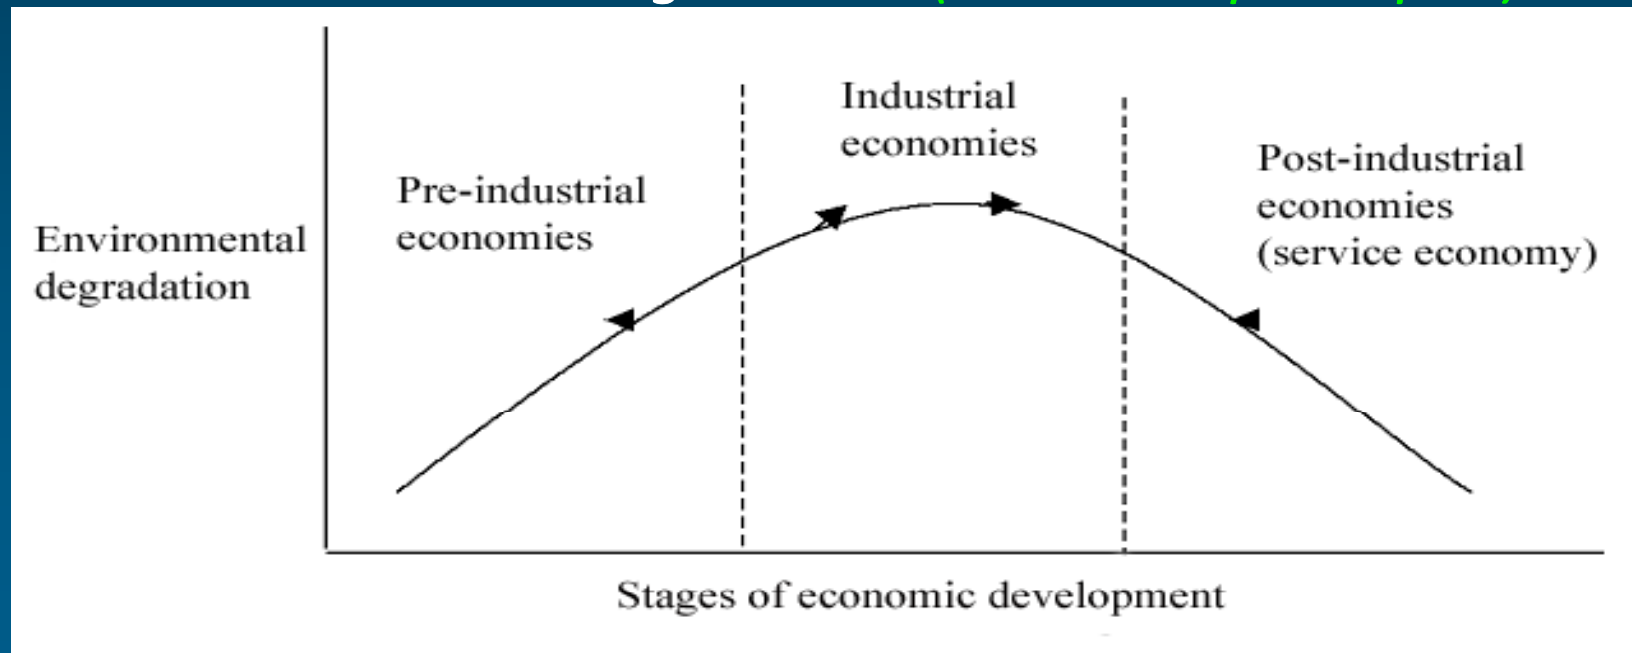 Environmental
degradation
Pre-industrial
economies
Industrial
economies
Post-industrial
economies
(service economy)
Stages of economic development